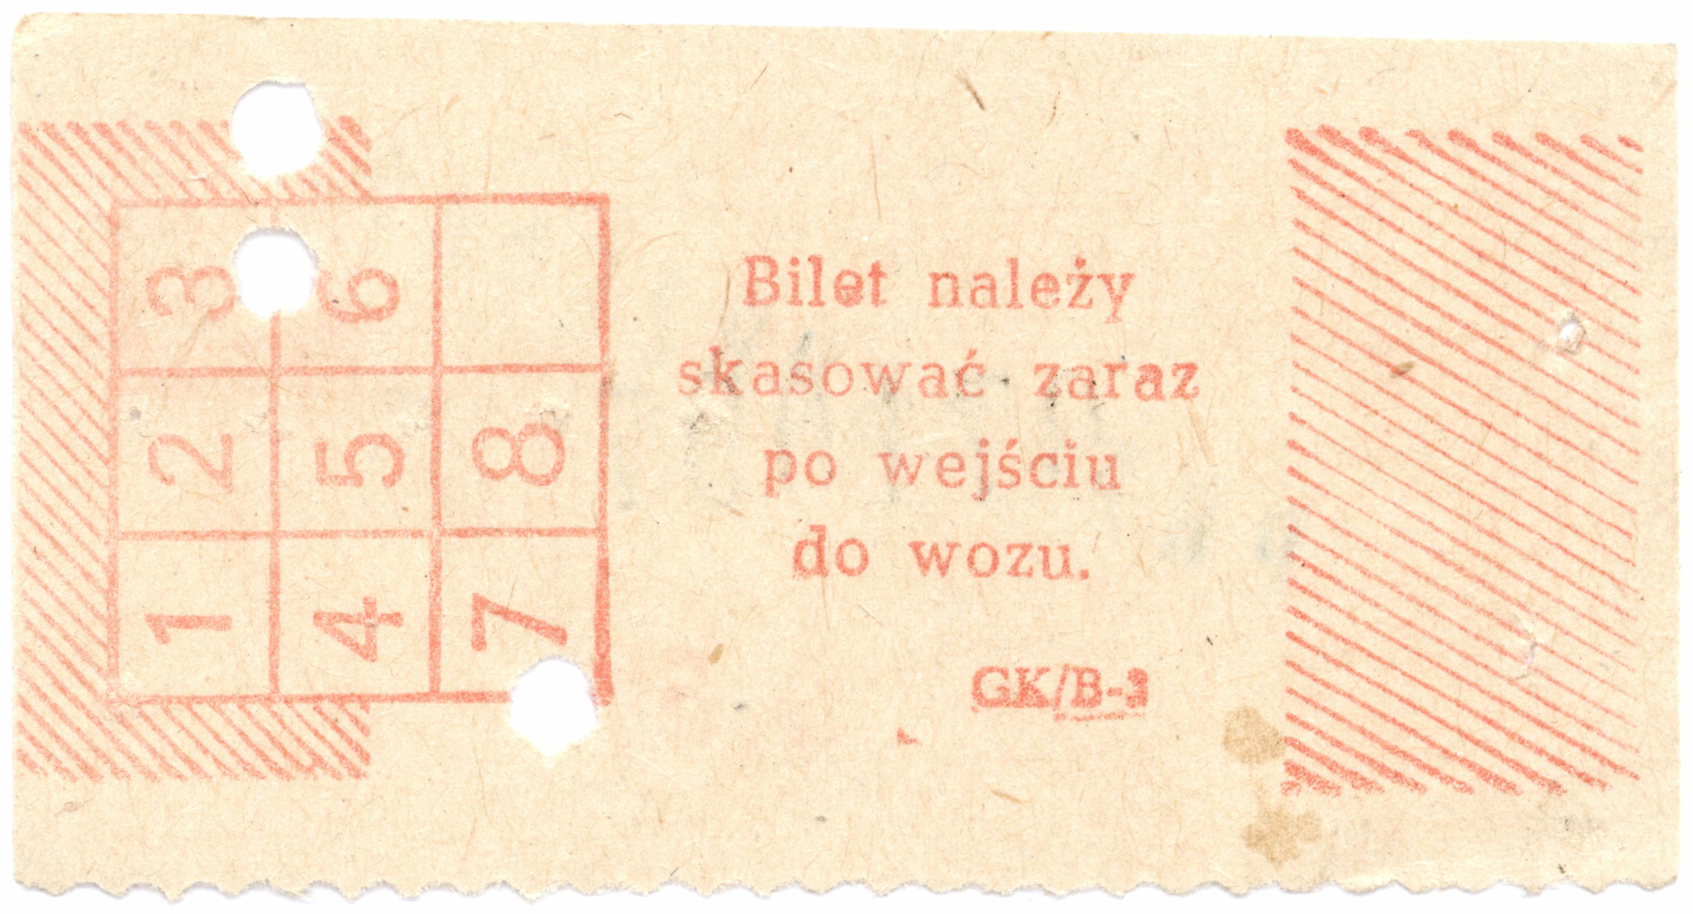 3 6
2 5 8
1 4 7
Bilet należy
skasować zaraz
po wejściu
do wozu.
GK/B-3